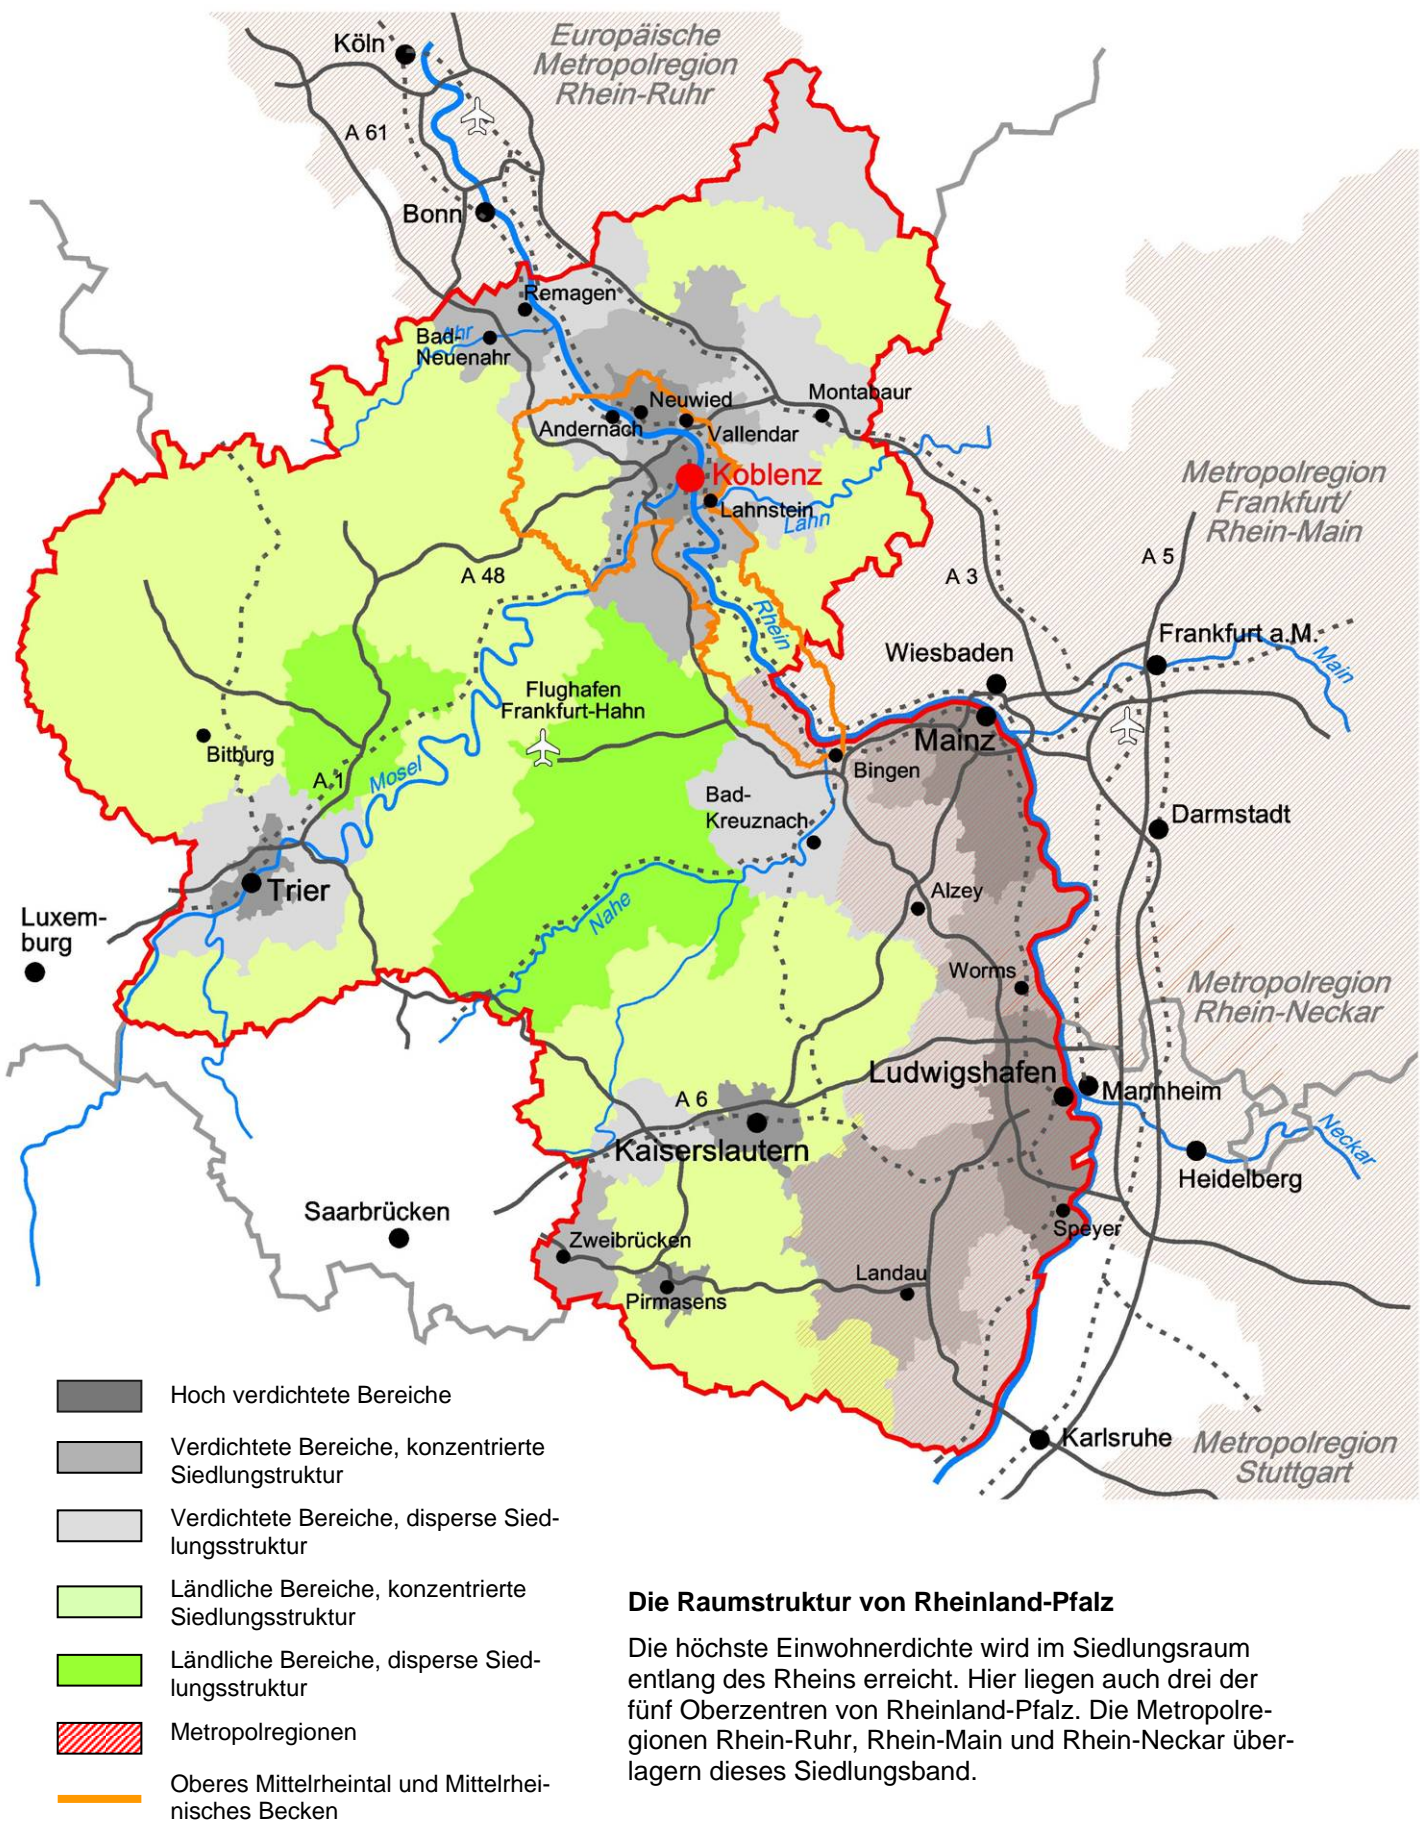 Köln
Europäische
Metropolregion
Rhein-Ruhr
A 61
Bonn
Remagen
Ahr
Bad-
Neuenahr
Neuwied
Montabaur
Andernach
Vallendar
Koblenz
Lahnstein
Lahn
Metropolregion
Frankfurt/
Rhein-Main
A 48
A 3
A 5
Rhein
Wiesbaden
Frankfurt a.M.
Main
Flughafen
Frankfurt-Hahn
Mainz
Bitburg
Mosel
A 1
Bingen
Bad-
Kreuznach
Darmstadt
Trier
Alzey
Nahe
Luxem-
burg
Worms
Metropolregion
Rhein-Neckar
Ludwigshafen
Mannheim
A 6
Neckar
Kaiserslautern
Heidelberg
Saarbrücken
Speyer
Zweibrücken
Landau
Pirmasens
Karlsruhe
Metropolregion
Stuttgart
Hoch verdichtete Bereiche
Verdichtete Bereiche, konzentrierte
Siedlungstruktur
Verdichtete Bereiche, disperse Sied-
lungsstruktur
Ländliche Bereiche, konzentrierte
Siedlungsstruktur
Ländliche Bereiche, disperse Sied-
lungsstruktur
Metropolregionen
Oberes Mittelrheintal und Mittelrhei-
nisches Becken
Die Raumstruktur von Rheinland-Pfalz
Die höchste Einwohnerdichte wird im Siedlungsraum
entlang des Rheins erreicht. Hier liegen auch drei der
fünf Oberzentren von Rheinland-Pfalz. Die Metropolre-
gionen Rhein-Ruhr, Rhein-Main und Rhein-Neckar über-
lagern dieses Siedlungsband.